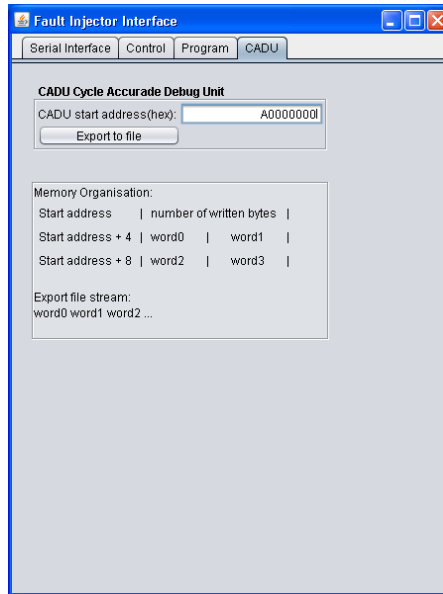 Fault Injector Interface
Serial Interface Control Program CADU
CADU Cycle Accurade Debug Unit
CADU start address(hex): A0000000
Export to file
Memory Organisation:
Start address | number of written bytes |
Start address + 4 | word0 | word1 |
Start address + 8 | word2 | word3 |
Export file stream:
word0 word1 word2 ...